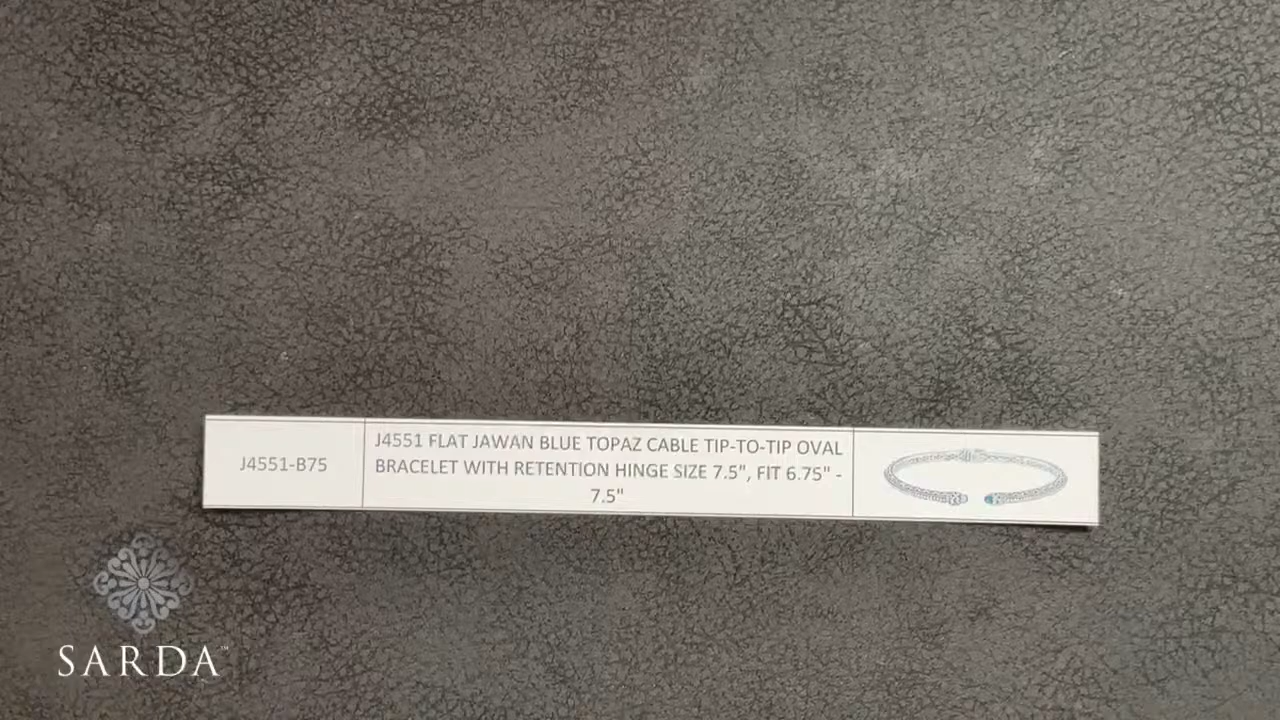 J4551-B75
J4551 FLAT JAWAN BLUE TOPAZ CABLE TIP-TO-TIP OVAL
BRACELET WITH RETENTION HINGE SIZE 7.5", FIT 6.75" -
7.5"
SARDA™